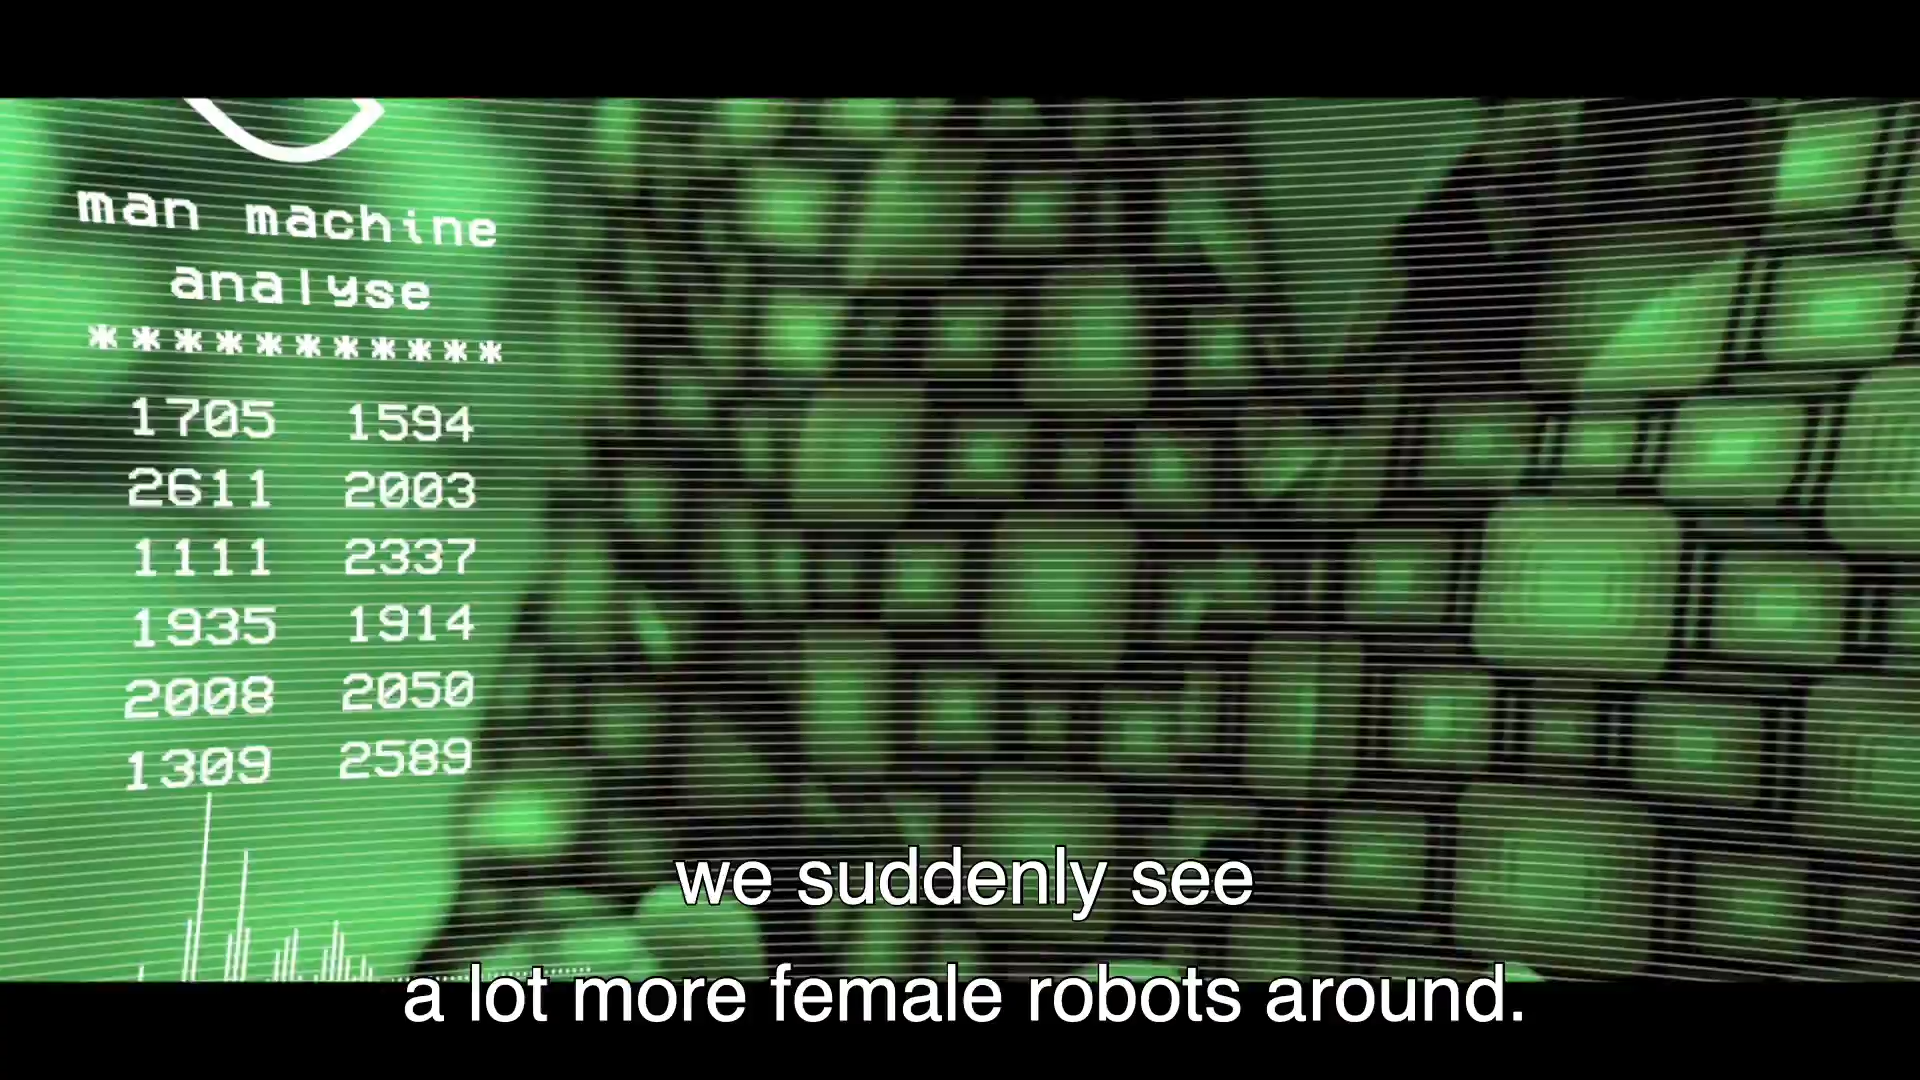 man machine
analyse
***********
1705 1594
2611 2003
1111 2337
1935 1914
2008 2050
1309 2589
we suddenly see
a lot more female robots around.